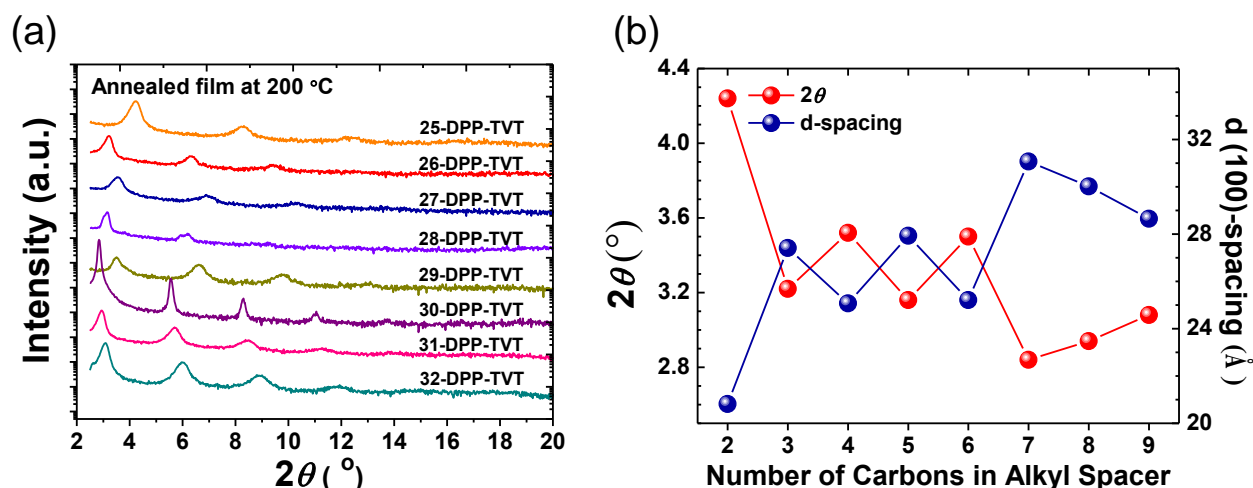 (a)
Annealed film at 200 °C
25-DPP-TVT
26-DPP-TVT
27-DPP-TVT
28-DPP-TVT
29-DPP-TVT
30-DPP-TVT
31-DPP-TVT
32-DPP-TVT
Intensity (a.u.)
2 4 6 8 10 12 14 16 18 20
2θ (°)
(b)
2θ
d-spacing
4.4
4.0
3.6
3.2
2.8
2θ(°)
32
28
24
20
d (100)-spacing (Å)
2 3 4 5 6 7 8 9
Number of Carbons in Alkyl Spacer